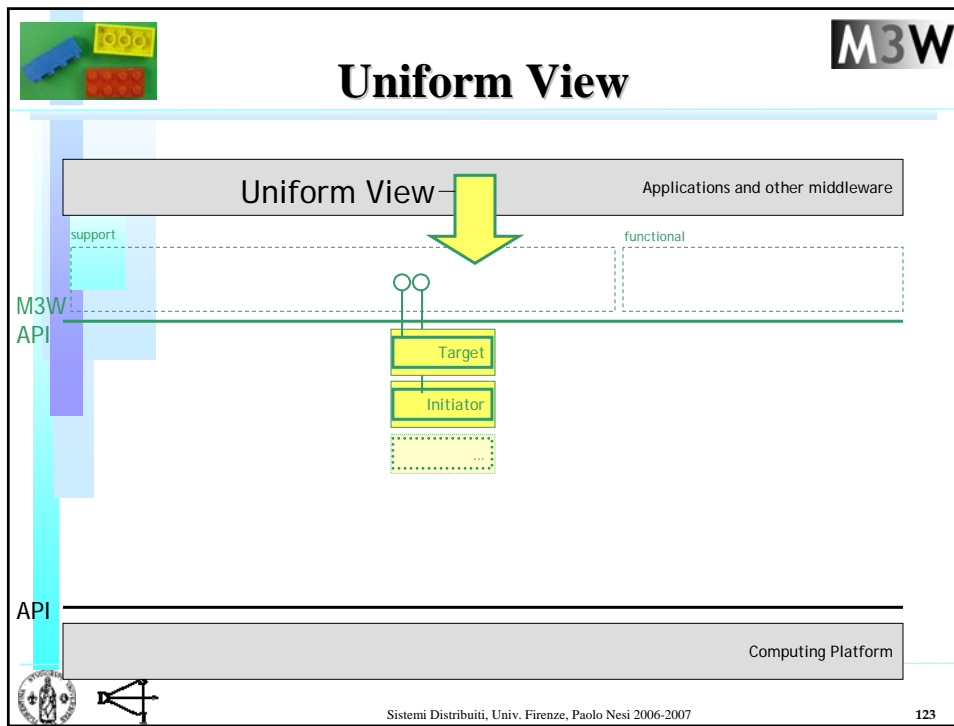 M3W
Uniform View
Uniform View
Applications and other middleware
support
functional
M3W
API
Target
Initiator
...
API
Computing Platform
Sistemi Distribuiti, Univ. Firenze, Paolo Nesi 2006-2007
123